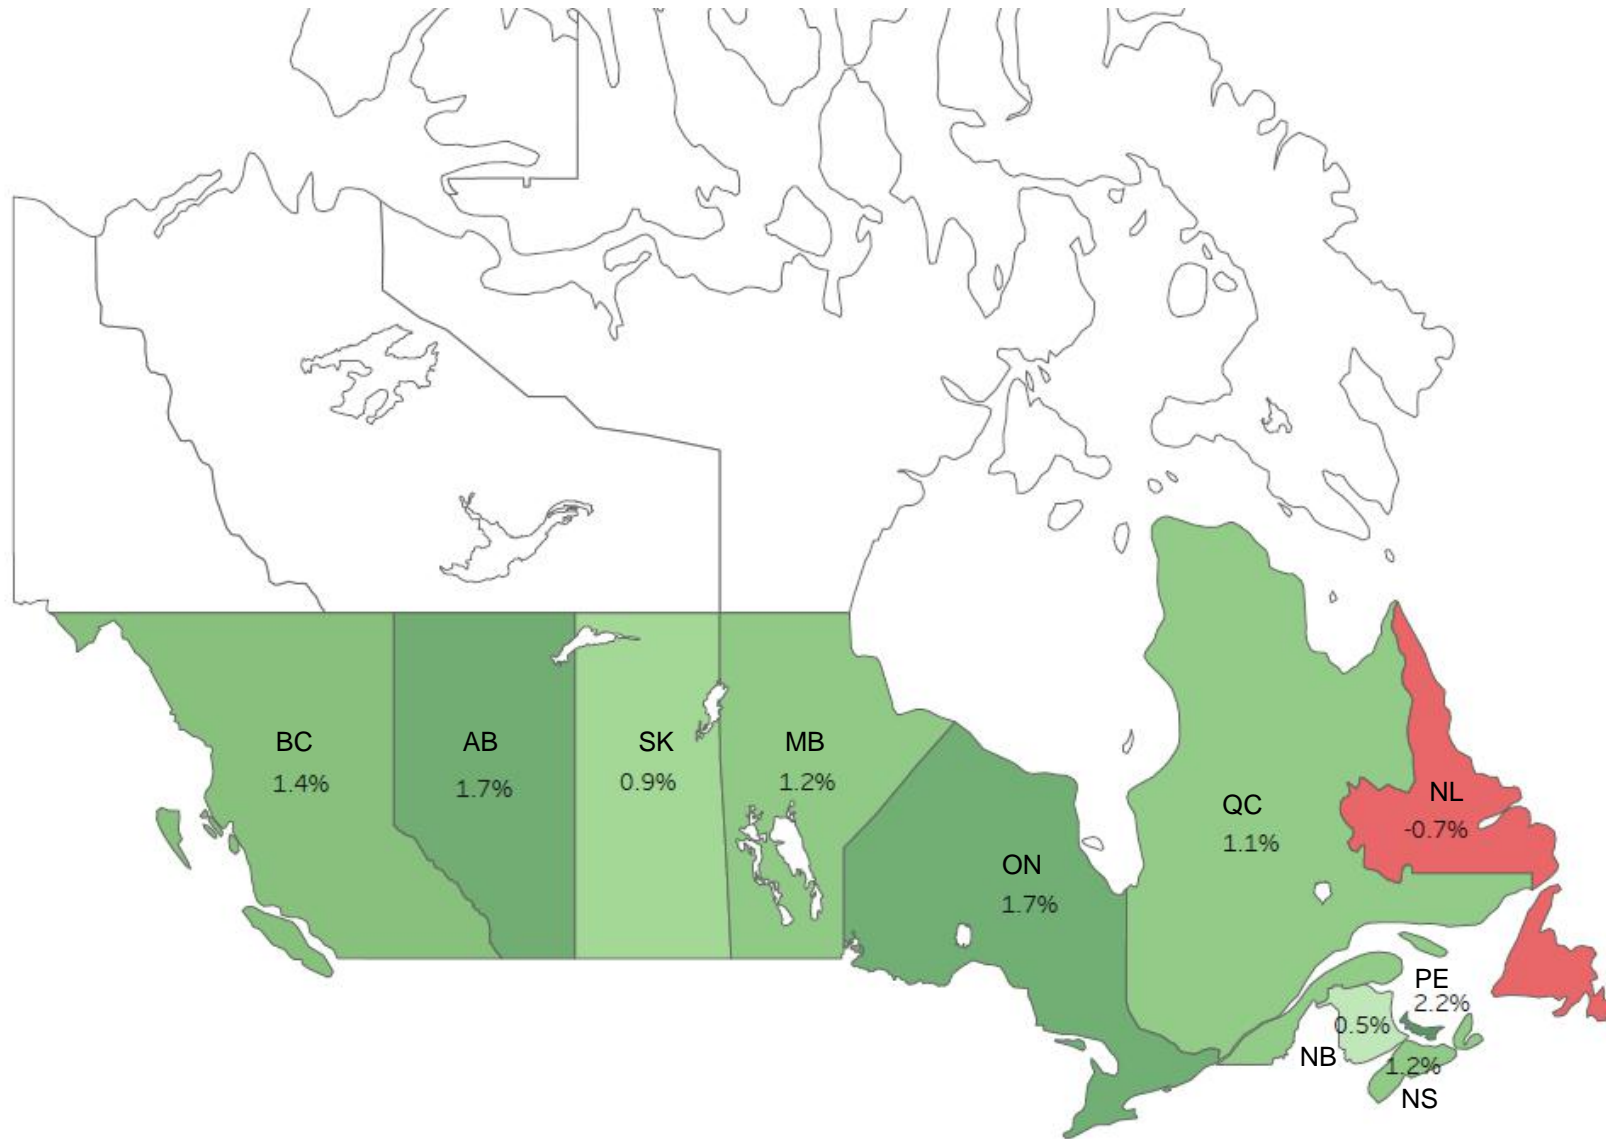 BC
1.4%
AB
1.7%
SK
0.9%
MB
1.2%
ON
1.7%
QC
1.1%
NL
-0.7%
PE
2.2%
0.5%
NB
1.2%
NS